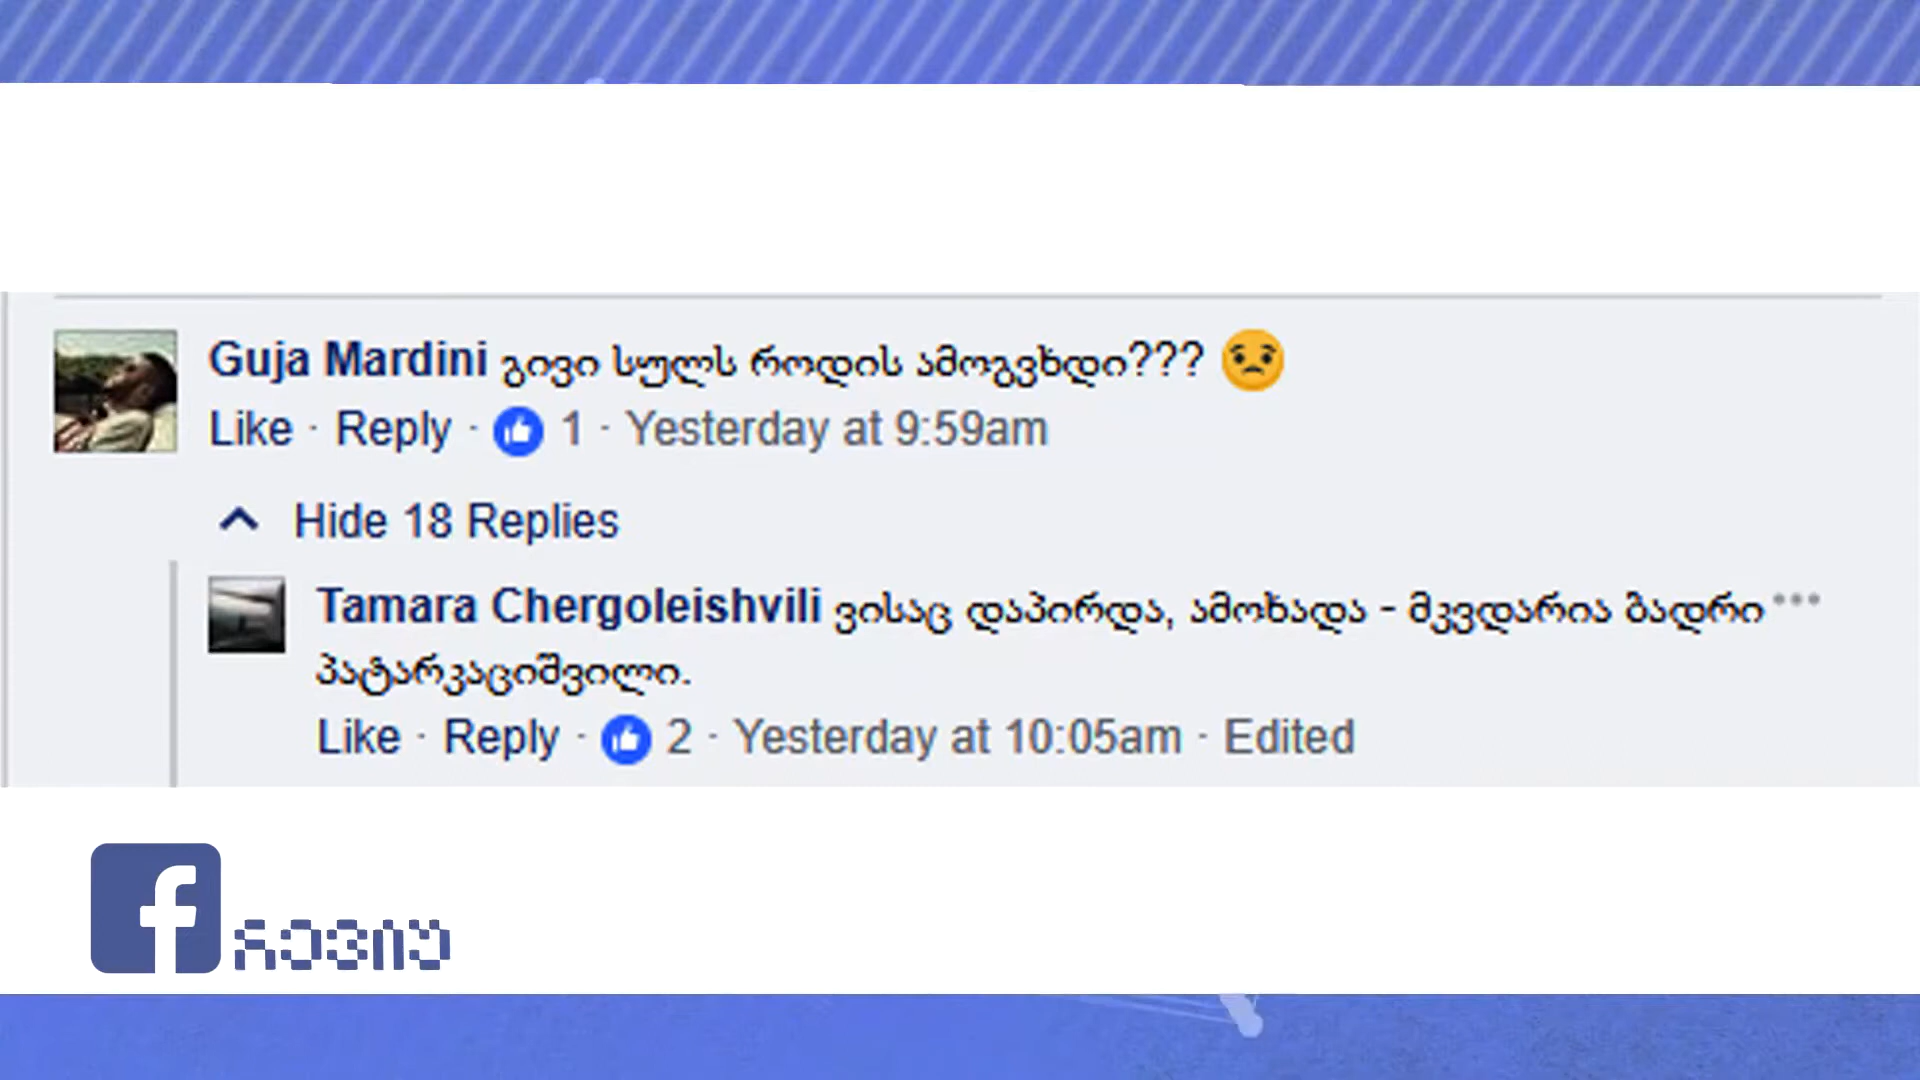 Guja Mardini გივი სულს როდის ამოგვხდი???
Like · Reply · 1 · Yesterday at 9:59am
Hide 18 Replies
Tamara Chergoleishvili ვისაც დაპირდა, ამოხადა - მკვდარია ბადრი
პატარკაციშვილი.
Like · Reply · 2 · Yesterday at 10:05am · Edited
რევიუ